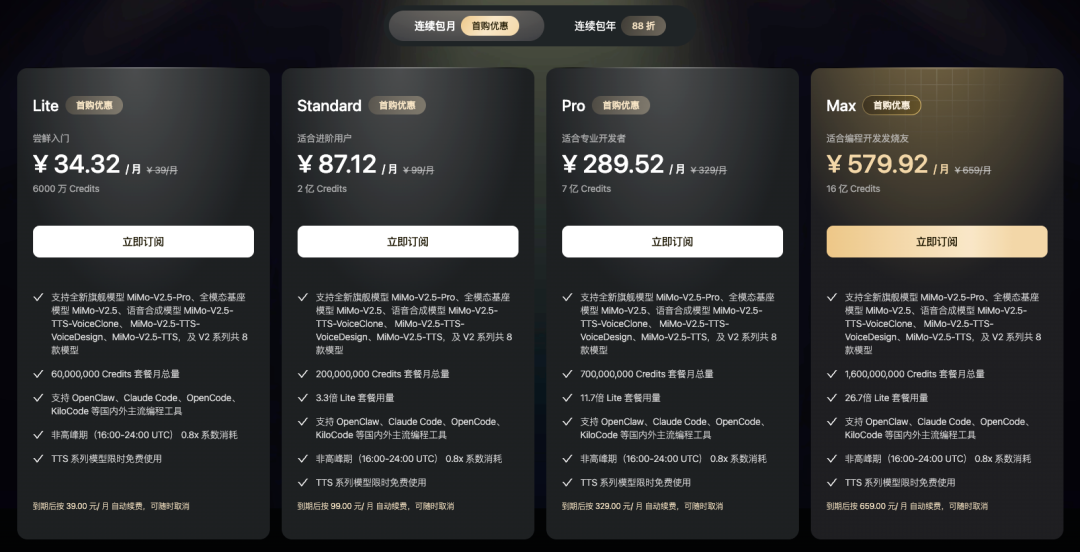 连续包月 首购优惠 连续包年 88 折
Lite 首购优惠
尝鲜入门
¥ 34.32 / 月 ¥ 39/月
6000 万 Credits
立即订阅
支持全新旗舰模型 MiMo-V2.5-Pro、全模态基座
模型 MiMo-V2.5、语音合成模型 MiMo-V2.5-
TTS-VoiceClone、 MiMo-V2.5-TTS-
VoiceDesign、MiMo-V2.5-TTS，及 V2 系列共 8
款模型
60,000,000 Credits 套餐月总量
支持 OpenClaw、Claude Code、OpenCode、
KiloCode 等国内外主流编程工具
非高峰期（16:00-24:00 UTC） 0.8x 系数消耗
TTS 系列模型限时免费使用
到期后按 39.00 元/ 月 自动续费，可随时取消
Standard 首购优惠
适合进阶用户
¥ 87.12 / 月 ¥ 99/月
2 亿 Credits
立即订阅
支持全新旗舰模型 MiMo-V2.5-Pro、全模态基座
模型 MiMo-V2.5、语音合成模型 MiMo-V2.5-
TTS-VoiceClone、 MiMo-V2.5-TTS-
VoiceDesign、MiMo-V2.5-TTS，及 V2 系列共 8
款模型
200,000,000 Credits 套餐月总量
3.3倍 Lite 套餐用量
支持 OpenClaw、Claude Code、OpenCode、
KiloCode 等国内外主流编程工具
非高峰期（16:00-24:00 UTC） 0.8x 系数消耗
TTS 系列模型限时免费使用
到期后按 99.00 元/ 月 自动续费，可随时取消
Pro 首购优惠
适合专业开发者
¥ 289.52 / 月 ¥ 329/月
7 亿 Credits
立即订阅
支持全新旗舰模型 MiMo-V2.5-Pro、全模态基座
模型 MiMo-V2.5、语音合成模型 MiMo-V2.5-
TTS-VoiceClone、 MiMo-V2.5-TTS-
VoiceDesign、MiMo-V2.5-TTS，及 V2 系列共 8
款模型
700,000,000 Credits 套餐月总量
11.7倍 Lite 套餐用量
支持 OpenClaw、Claude Code、OpenCode、
KiloCode 等国内外主流编程工具
非高峰期（16:00-24:00 UTC） 0.8x 系数消耗
TTS 系列模型限时免费使用
到期后按 329.00 元/ 月 自动续费，可随时取消
Max 首购优惠
适合编程开发发烧友
¥ 579.92 / 月 ¥ 659/月
16 亿 Credits
立即订阅
支持全新旗舰模型 MiMo-V2.5-Pro、全模态基座
模型 MiMo-V2.5、语音合成模型 MiMo-V2.5-
TTS-VoiceClone、 MiMo-V2.5-TTS-
VoiceDesign、MiMo-V2.5-TTS，及 V2 系列共 8
款模型
1,600,000,000 Credits 套餐月总量
26.7倍 Lite 套餐用量
支持 OpenClaw、Claude Code、OpenCode、
KiloCode 等国内外主流编程工具
非高峰期（16:00-24:00 UTC） 0.8x 系数消耗
TTS 系列模型限时免费使用
到期后按 659.00 元/ 月 自动续费，可随时取消